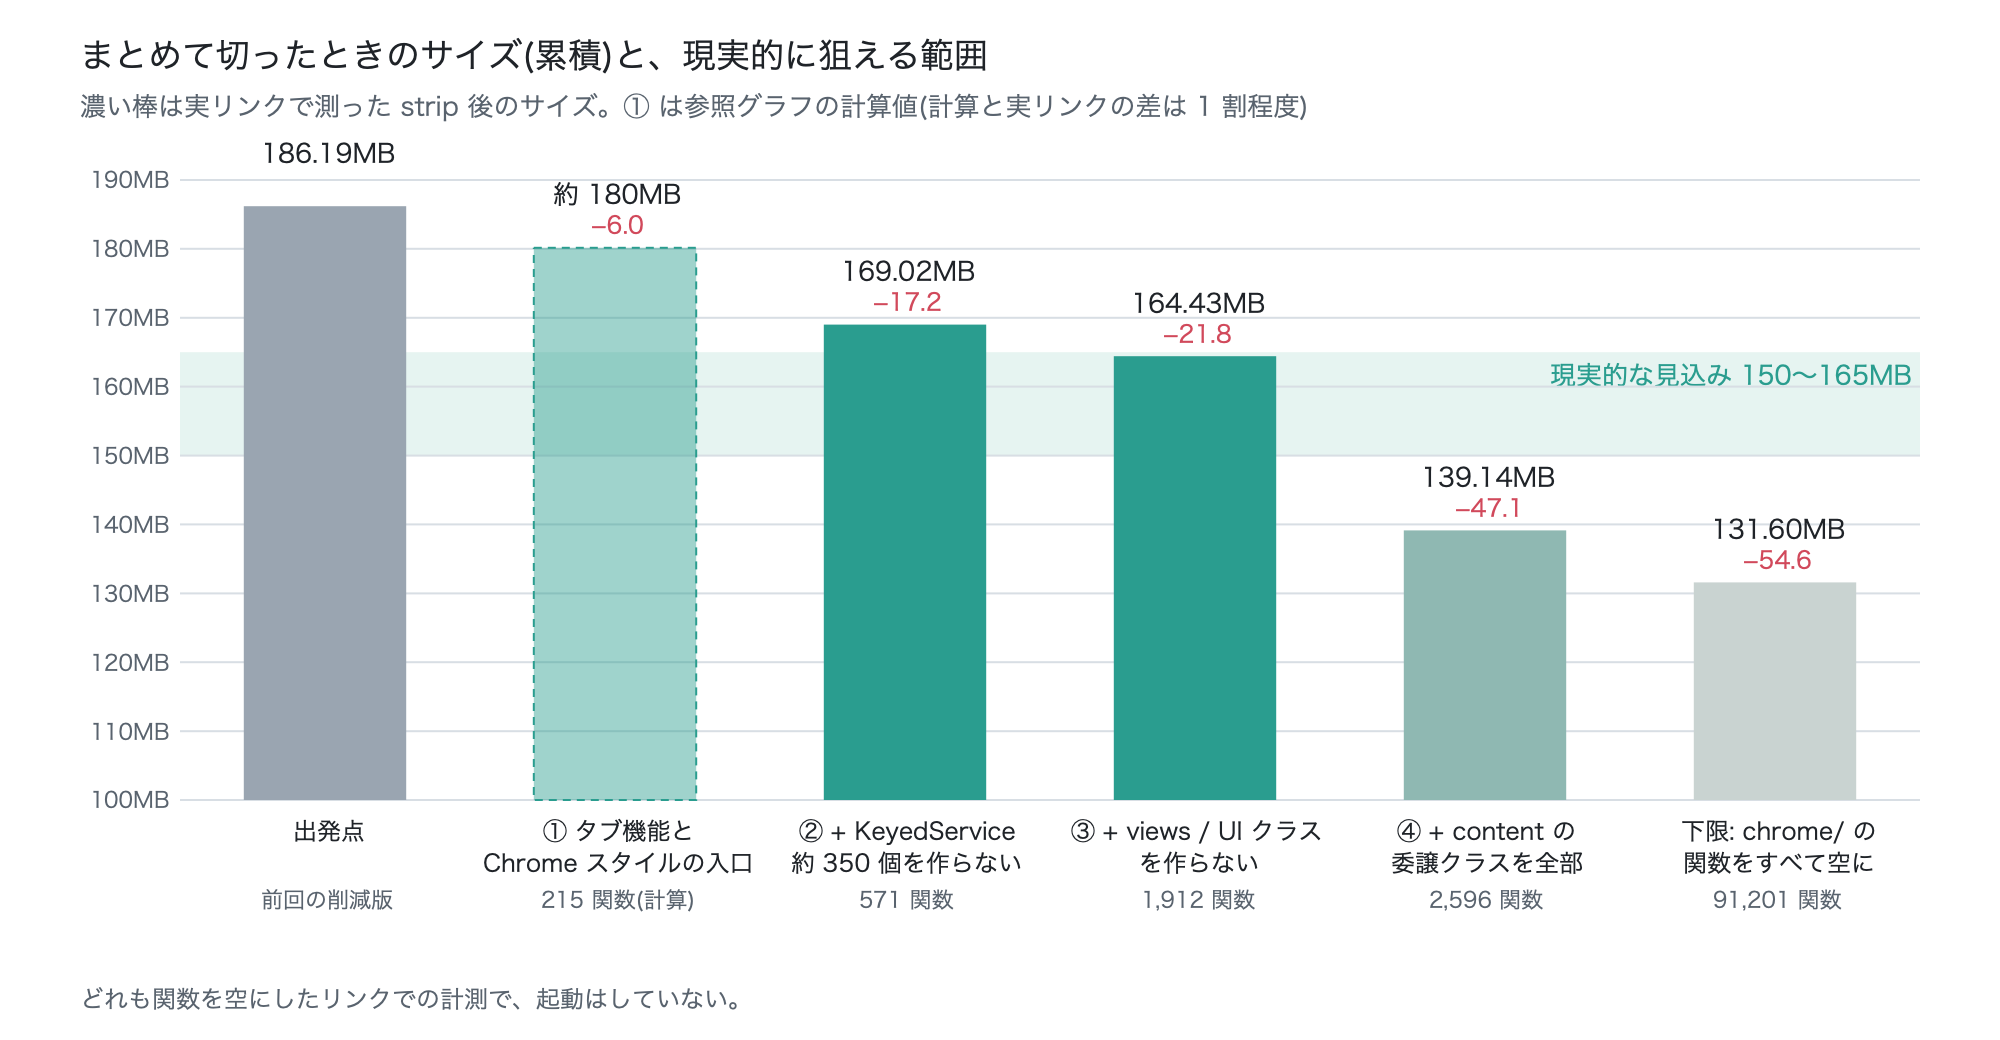 まとめて切ったときのサイズ(累積)と、現実的に狙える範囲
濃い棒は実リンクで測った strip 後のサイズ。① は参照グラフの計算値(計算と実リンクの差は 1 割程度)
190MB
180MB
170MB
160MB
150MB
140MB
130MB
120MB
110MB
100MB
186.19MB
約 180MB
−6.0
169.02MB
−17.2
164.43MB
−21.8
現実的な見込み 150〜165MB
139.14MB
−47.1
131.60MB
−54.6
出発点
前回の削減版
① タブ機能と
Chrome スタイルの入口
215 関数(計算)
② + KeyedService
約 350 個を作らない
571 関数
③ + views / UI クラス
を作らない
1,912 関数
④ + content の
委譲クラスを全部
2,596 関数
下限: chrome/ の
関数をすべて空に
91,201 関数
どれも関数を空にしたリンクでの計測で、起動はしていない。